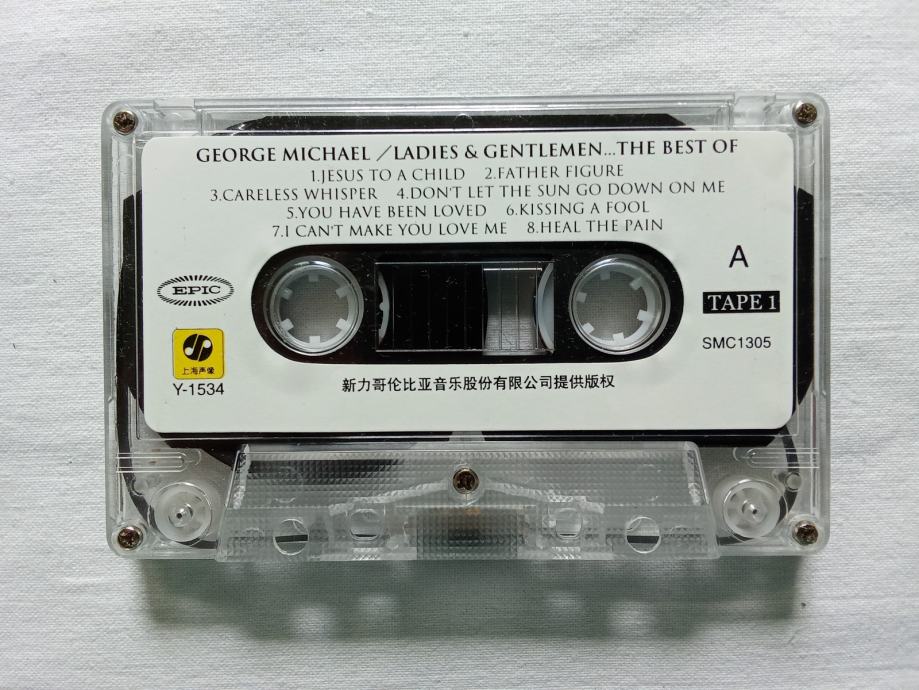 GEORGE MICHAEL / LADIES & GENTLEMEN...THE BEST OF
1.JESUS TO A CHILD 2.FATHER FIGURE
3.CARELESS WHISPER 4.DON'T LET THE SUN GO DOWN ON ME
5.YOU HAVE BEEN LOVED 6.KISSING A FOOL
7.I CAN'T MAKE YOU LOVE ME 8.HEAL THE PAIN
A
EPIC
TAPE 1
SMC1305
上海声像
Y-1534
新力哥伦比亚音乐股份有限公司提供版权